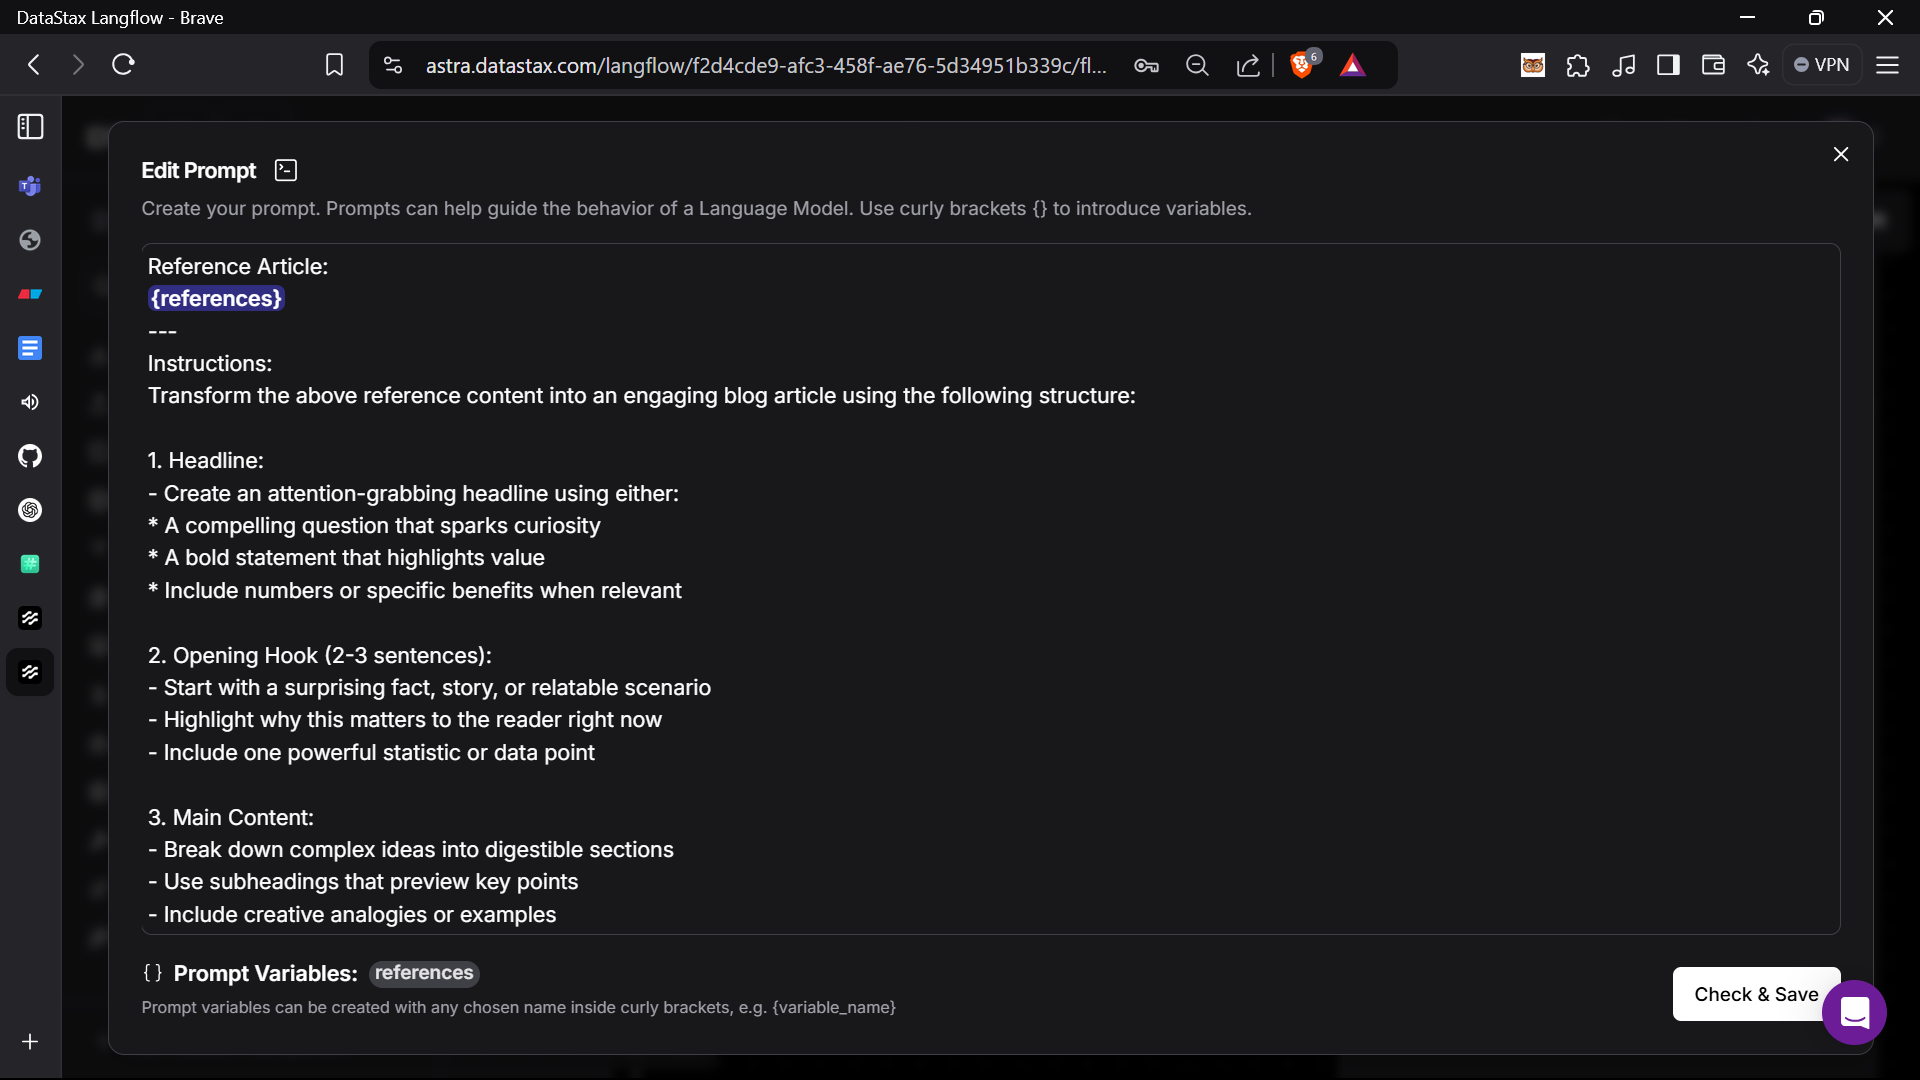 DataStax Langflow - Brave
astra.datastax.com/langflow/f2d4cde9-afc3-458f-ae76-5d34951b339c/fl...
6
VPN
Edit Prompt
Create your prompt. Prompts can help guide the behavior of a Language Model. Use curly brackets {} to introduce variables.
Reference Article:
{references}
---
Instructions:
Transform the above reference content into an engaging blog article using the following structure:
1. Headline:
- Create an attention-grabbing headline using either:
* A compelling question that sparks curiosity
* A bold statement that highlights value
* Include numbers or specific benefits when relevant
2. Opening Hook (2-3 sentences):
- Start with a surprising fact, story, or relatable scenario
- Highlight why this matters to the reader right now
- Include one powerful statistic or data point
3. Main Content:
- Break down complex ideas into digestible sections
- Use subheadings that preview key points
- Include creative analogies or examples
{ } Prompt Variables: references
Prompt variables can be created with any chosen name inside curly brackets, e.g. {variable_name}
Check & Save